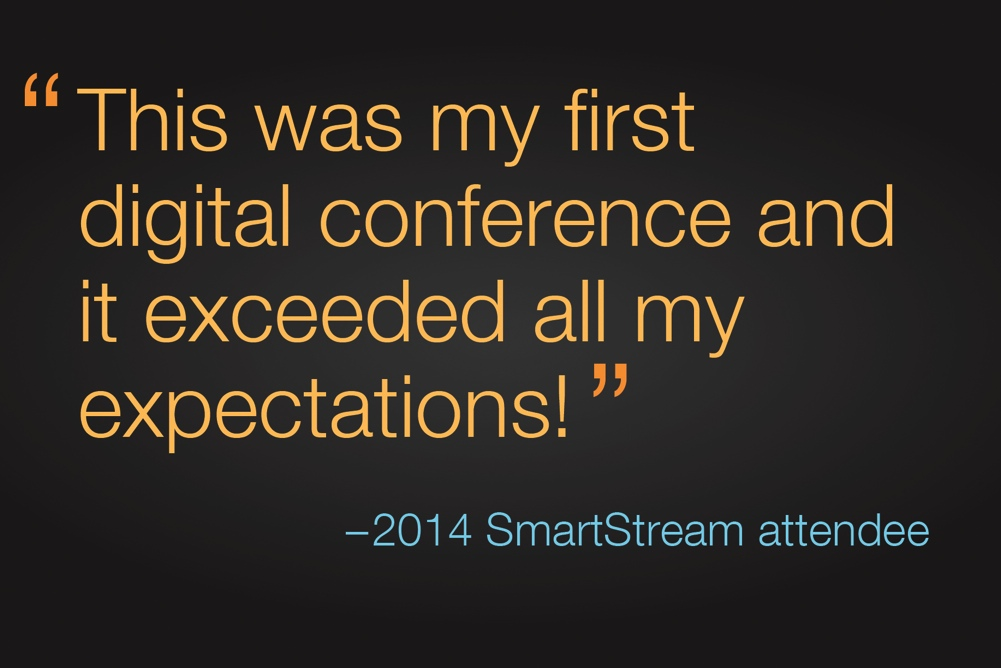 “This was my first
digital conference and
it exceeded all my
expectations!”
–2014 SmartStream attendee